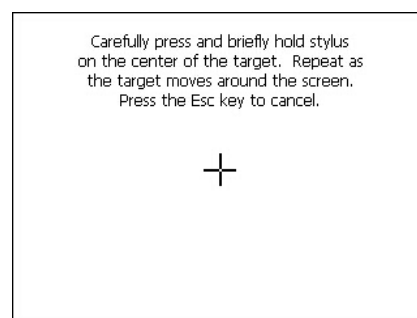 Carefully press and briefly hold stylus
on the center of the target.  Repeat as
the target moves around the screen.
Press the Esc key to cancel.